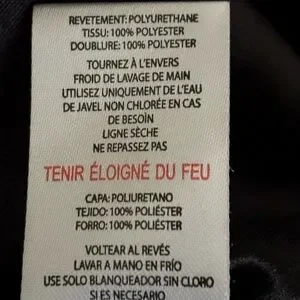 REVETEMENT: POLYURETHANE
TISSU: 100% POLYESTER
DOUBLURE: 100% POLYESTER
TOURNEZ À L'ENVERS
FROID DE LAVAGE DE MAIN
UTILISEZ UNIQUEMENT DE L'EAU
DE JAVEL NON CHLORÉE EN CAS
DE BESOÎN
LIGNE SÈCHE
NE REPASSEZ PAS
TENIR ÉLOIGNÉ DU FEU
CAPA: POLIURETANO
TEJIDO: 100% POLIÉSTER
FORRO: 100% POLIÉSTER
VOLTEAR AL REVÉS
LAVAR A MANO EN FRÍO
USE SOLO BLANQUEADOR SIN CLORO
SI ES NECESARIO